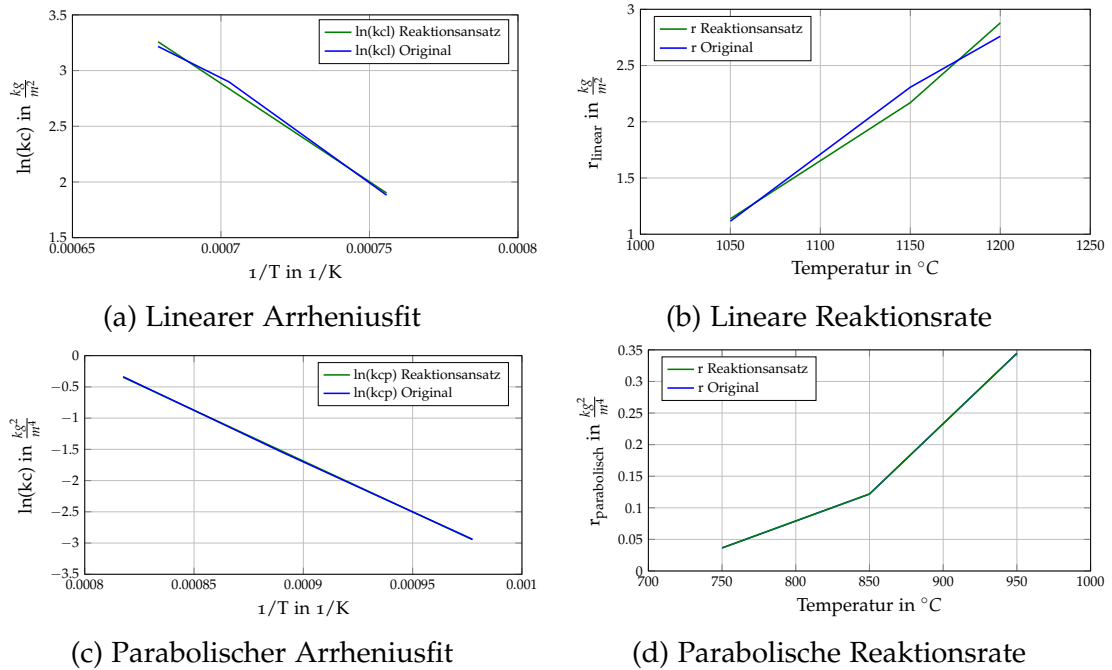 3.5
3
2.5
2
1.5
0.00065
0.0007
0.00075
0.0008
ln(kc) in kg/m²
1/T in 1/K
ln(kcl) Reaktionsansatz
ln(kcl) Original
(a) Linearer Arrheniusfit
3
2.5
2
1.5
1
1000
1050
1100
1150
1200
1250
r_linear in kg/m²
Temperatur in °C
r Reaktionsansatz
r Original
(b) Lineare Reaktionsrate
0
−0.5
−1
−1.5
−2
−2.5
−3
−3.5
0.0008
0.00085
0.0009
0.00095
0.001
ln(kc) in kg²/m⁴
1/T in 1/K
ln(kcp) Reaktionsansatz
ln(kcp) Original
(c) Parabolischer Arrheniusfit
0.35
0.3
0.25
0.2
0.15
0.1
0.05
0
700
750
800
850
900
950
1000
r_parabolisch in kg²/m⁴
Temperatur in °C
r Reaktionsansatz
r Original
(d) Parabolische Reaktionsrate